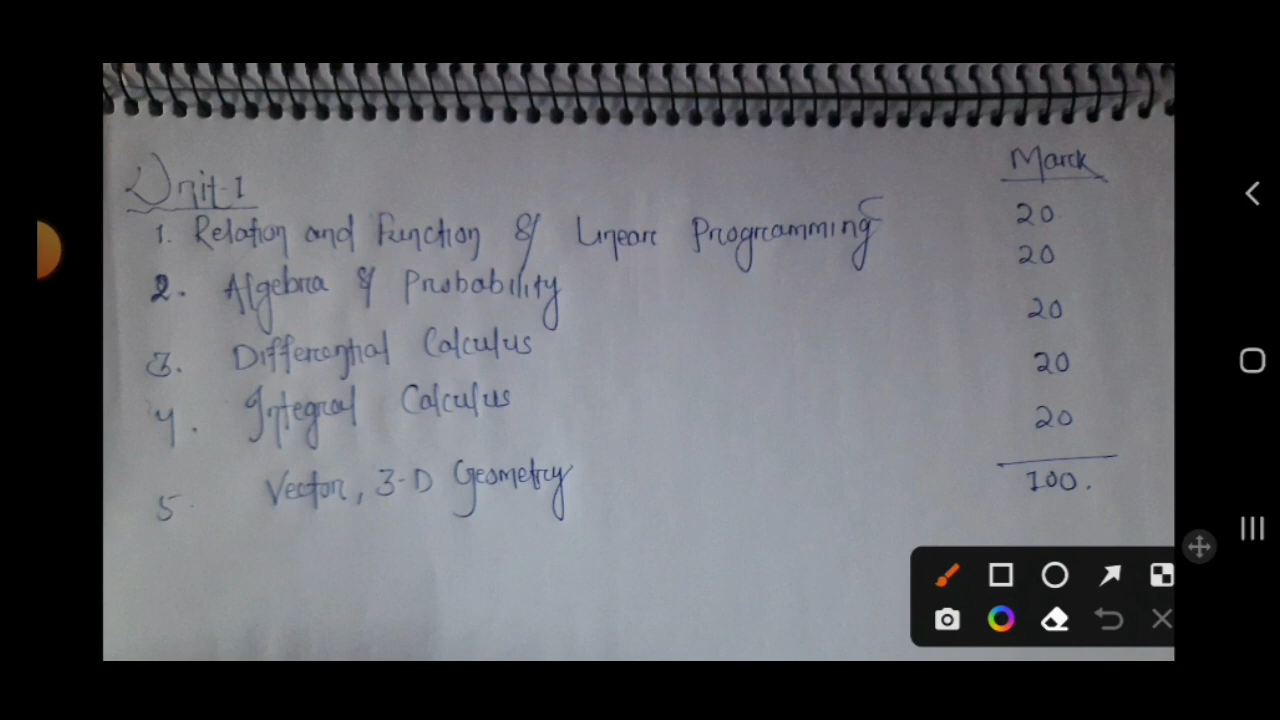 Mark
Unit-1
1. Relation and Function & Linear Programming 20
2. Algebra & Probability 20
3. Differential Calculus 20
4. Integral Calculus 20
5. Vector, 3-D Geometry 20
100.